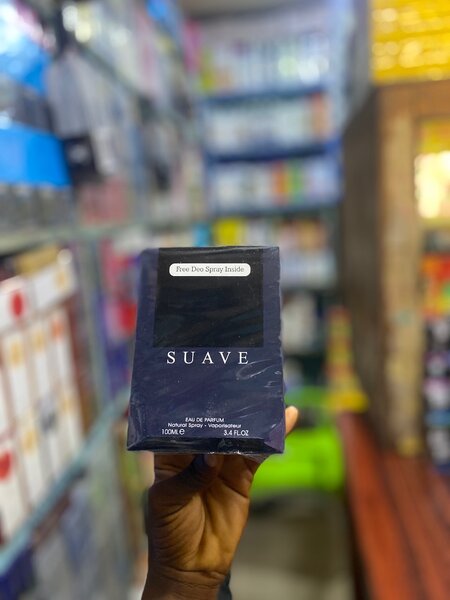 Free Deo Spray Inside
SUAVE
EAU DE PARFUM
Natural Spray - Vaporisateur
100ML e 3.4 FL.OZ